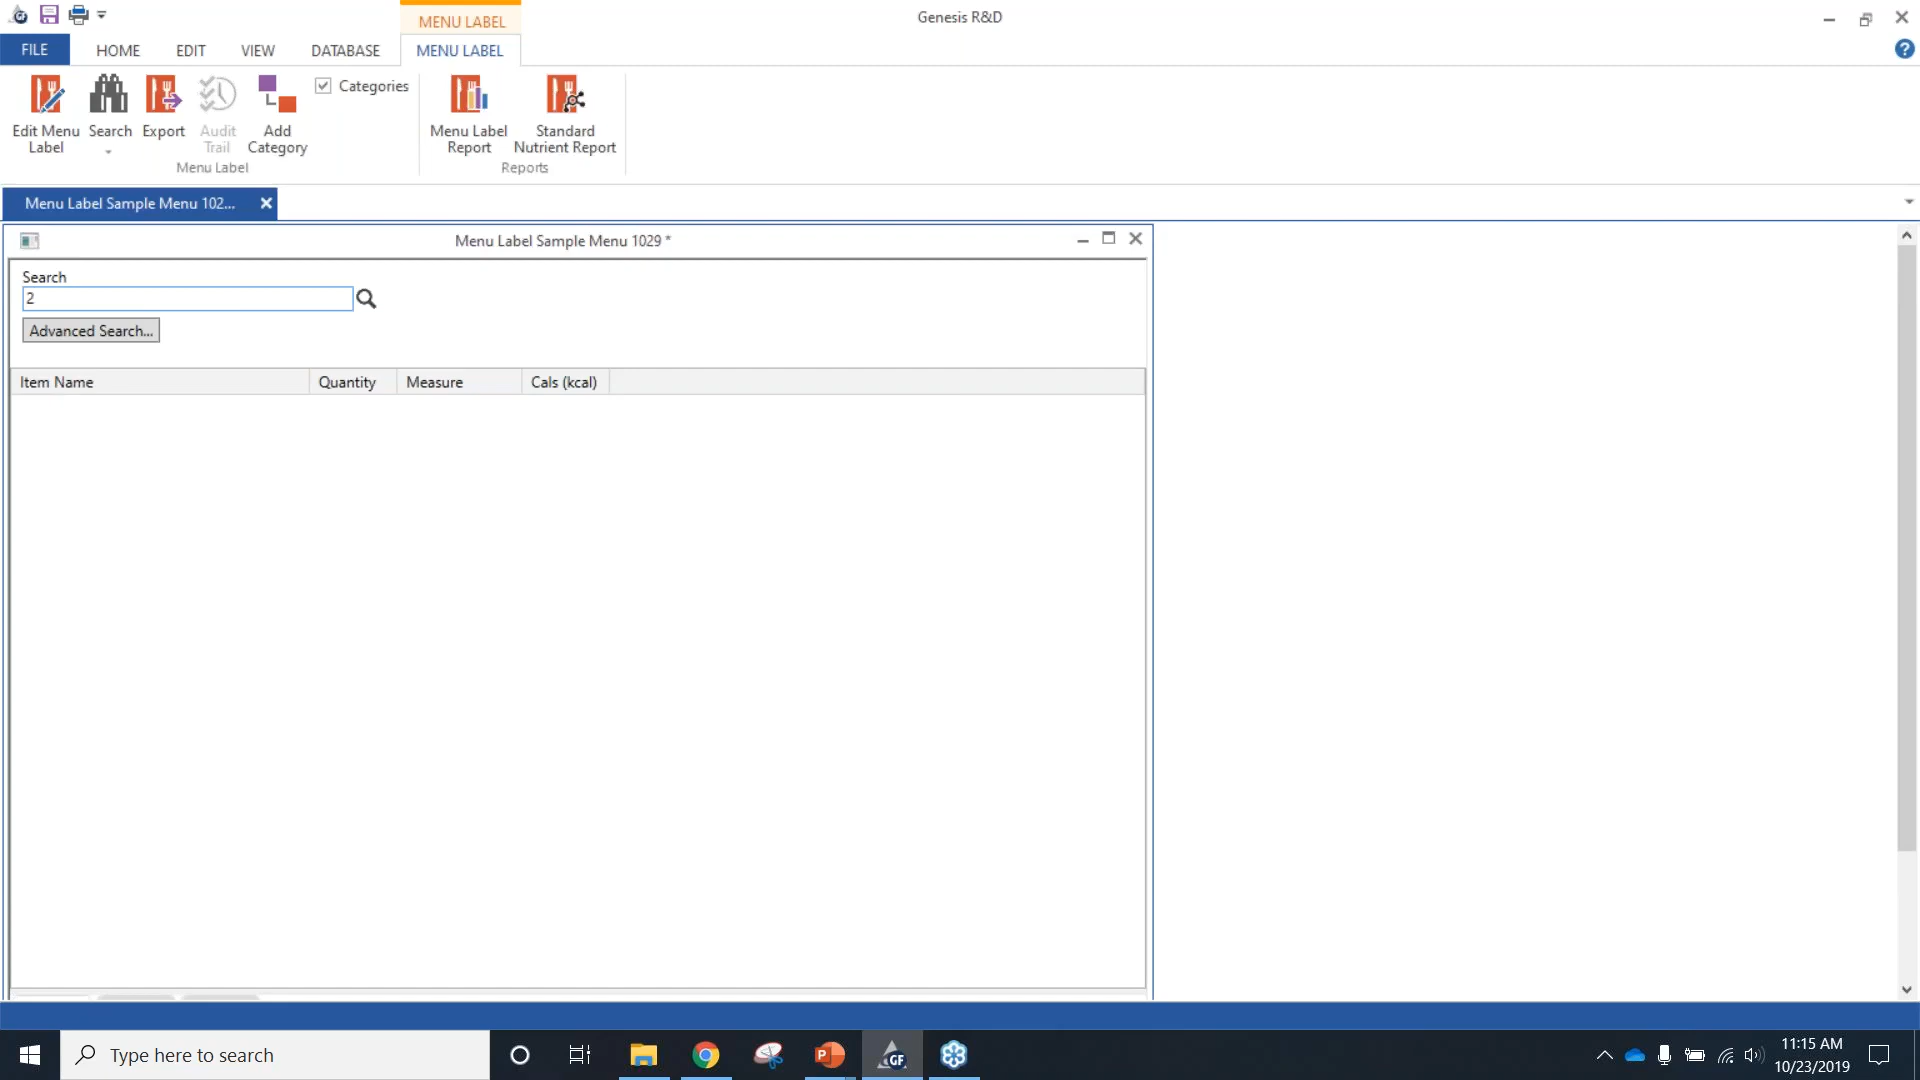 MENU LABEL
Genesis R&D
FILE HOME EDIT VIEW DATABASE MENU LABEL
Edit Menu Label
Search
Export
Audit Trail
Add Category
Categories
Menu Label
Menu Label Report
Standard Nutrient Report
Reports
Menu Label Sample Menu 102...
Menu Label Sample Menu 1029 *
Search
2
Advanced Search...
Item Name Quantity Measure Cals (kcal)
Type here to search
11:15 AM
10/23/2019